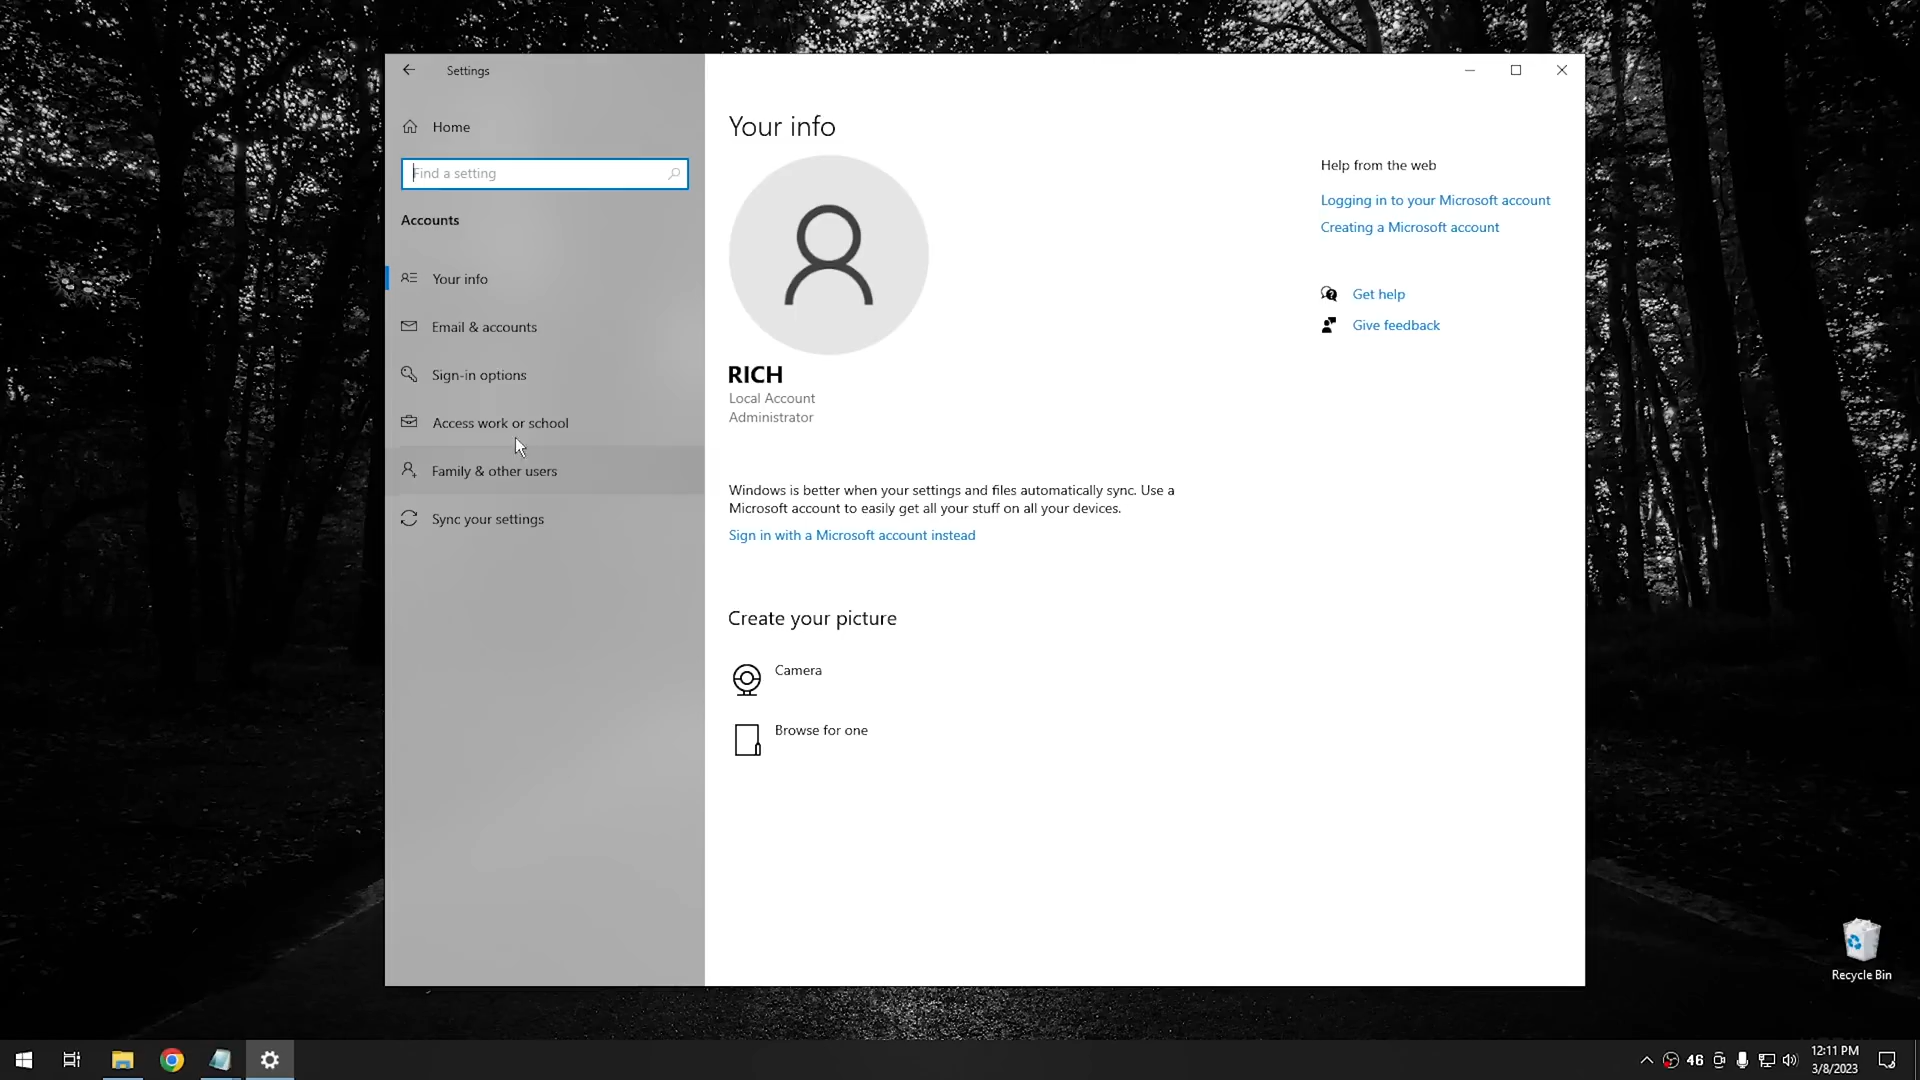 Settings
Home
Find a setting
Accounts
Your info
Email & accounts
Sign-in options
Access work or school
Family & other users
Sync your settings
Your info
RICH
Local Account
Administrator
Windows is better when your settings and files automatically sync. Use a
Microsoft account to easily get all your stuff on all your devices.
Sign in with a Microsoft account instead
Create your picture
Camera
Browse for one
Help from the web
Logging in to your Microsoft account
Creating a Microsoft account
Get help
Give feedback
Recycle Bin
46
12:11 PM
3/8/2023